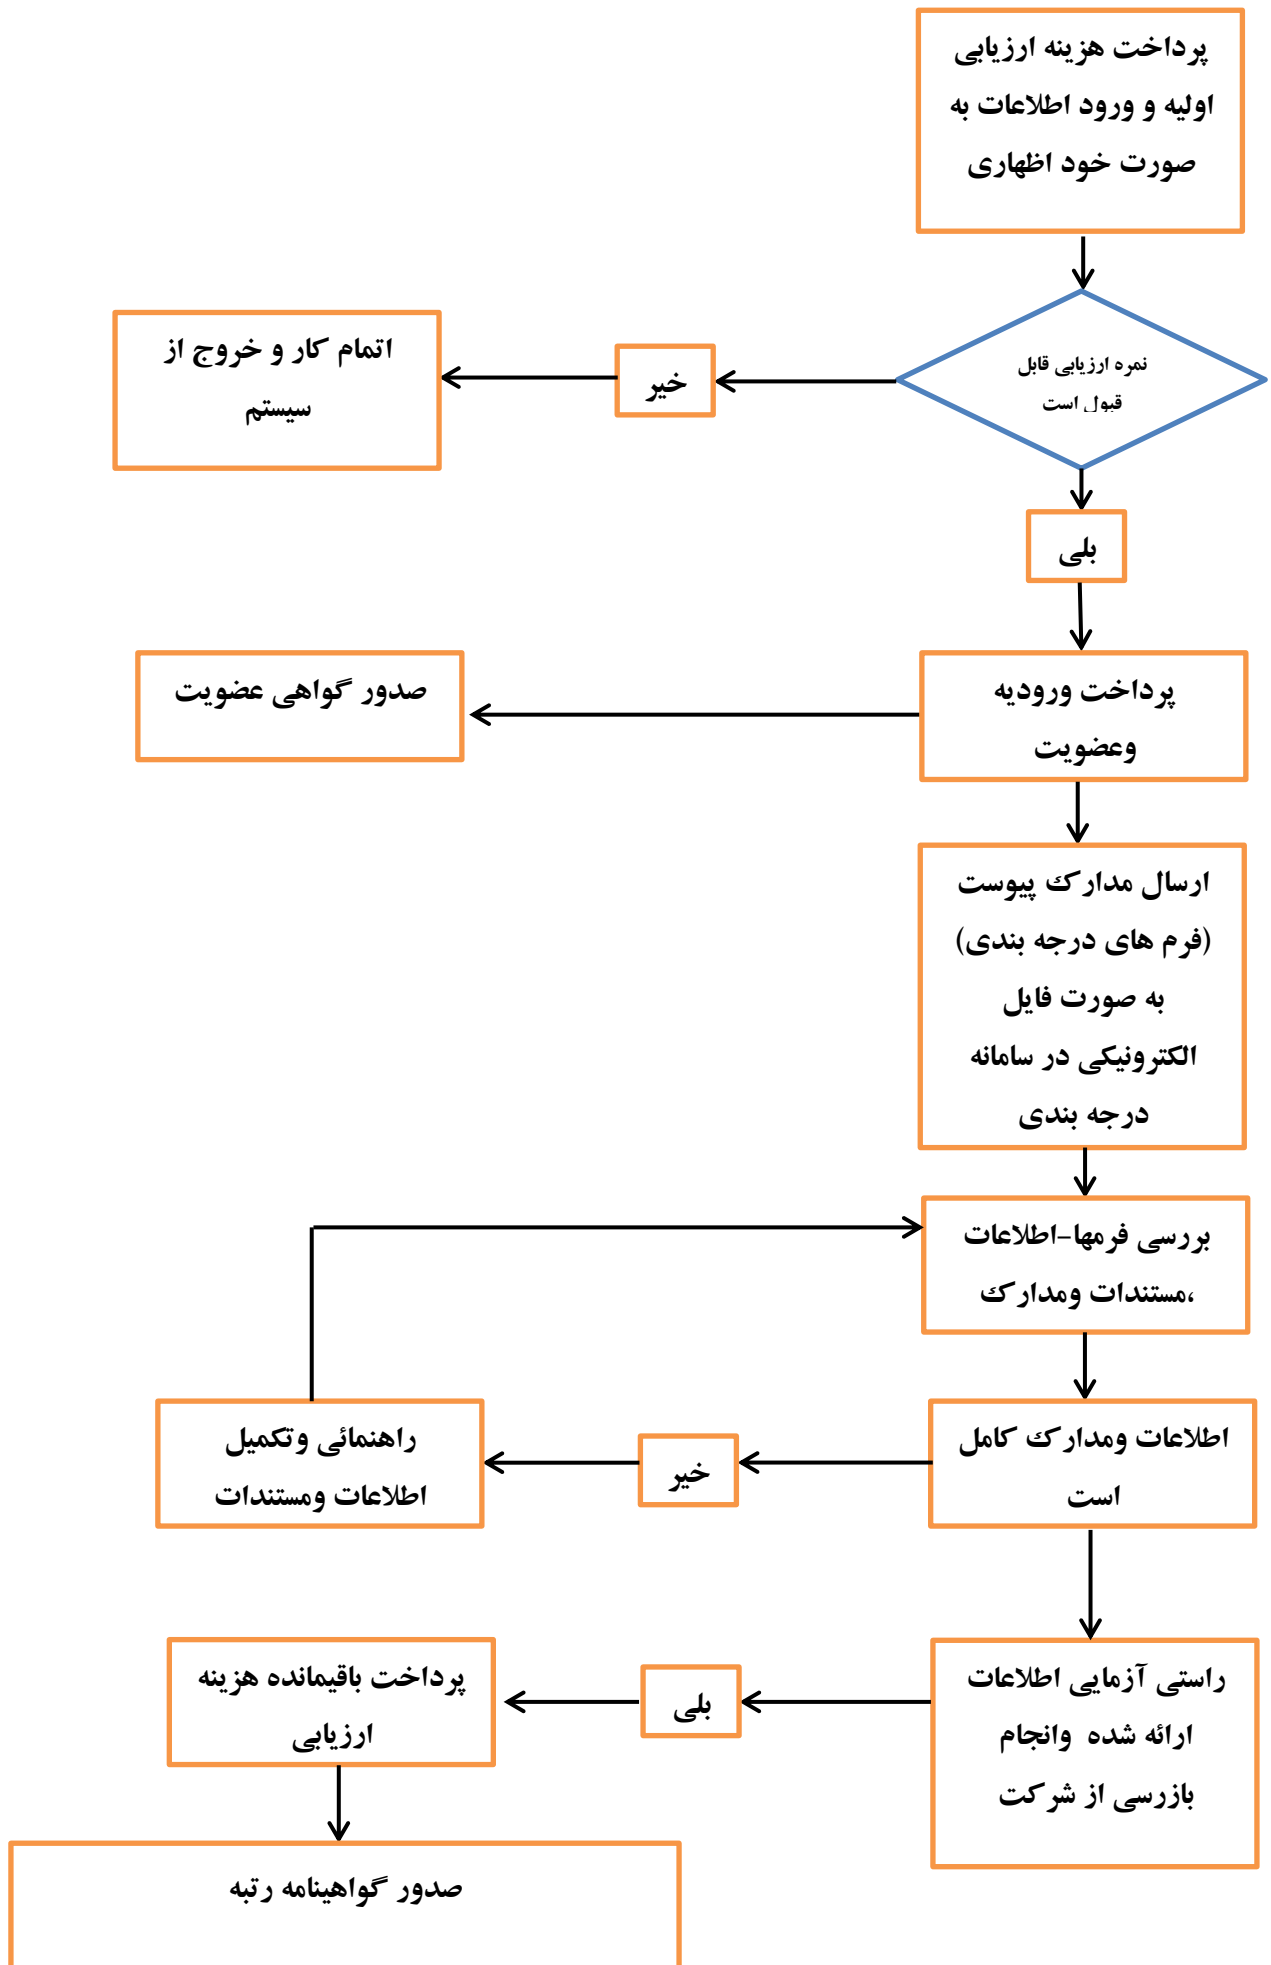 پرداخت هزینه ارزیابی
اولیه و ورود اطلاعات به
صورت خود اظهاری
نمره ارزیابی قابل
قبول است
خیر
اتمام کار و خروج از
سیستم
بلی
پرداخت ورودیه
وعضویت
صدور گواهی عضویت
ارسال مدارک پیوست
(فرم های درجه بندی)
به صورت فایل
الکترونیکی در سامانه
درجه بندی
بررسی فرمها-اطلاعات
،مستندات ومدارک
اطلاعات ومدارک کامل
است
خیر
راهنمائی وتکمیل
اطلاعات ومستندات
راستی آزمایی اطلاعات
ارائه شده وانجام
بازرسی از شرکت
بلی
پرداخت باقیمانده هزینه
ارزیابی
صدور گواهینامه رتبه